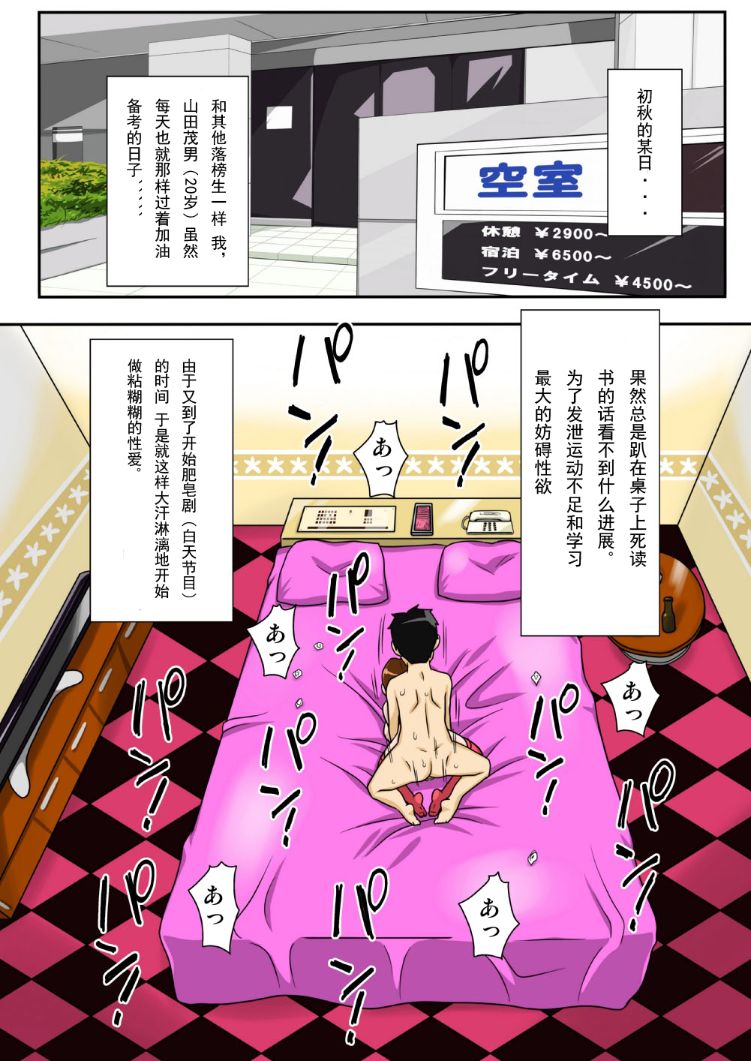 初秋的某日・・・
和其他落榜生一样 我,
山田茂男（20岁）虽然
每天也就那样过着加油
备考的日子、、、、、
空室
休憩 ￥2900～
宿泊 ￥6500～
フリータイム ￥4500～
果然总是趴在桌子上死读
书的话看不到什么进展。
为了发泄运动不足和学习
最大的妨碍性欲
由于又到了开始肥皂剧（白天节目）
的时间 于是就这样大汗淋漓地开始
做粘糊糊的性爱。
パン!
パン!
あっ
パン!
パン!
あっ
あっ
パン!
パン!
パン!
パン!
あっ
パン!
パン!
パン!
あっ